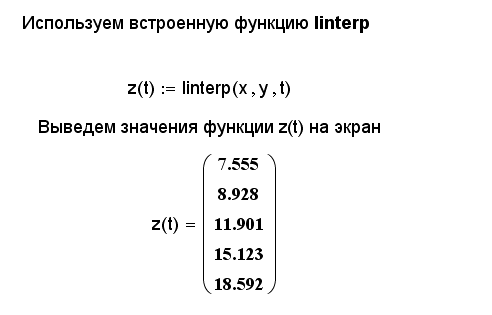 Используем встроенную функцию linterp
z(t) := linterp(x , y , t)
Выведем значения функции z(t) на экран
7.555
8.928
z(t) = 11.901
15.123
18.592